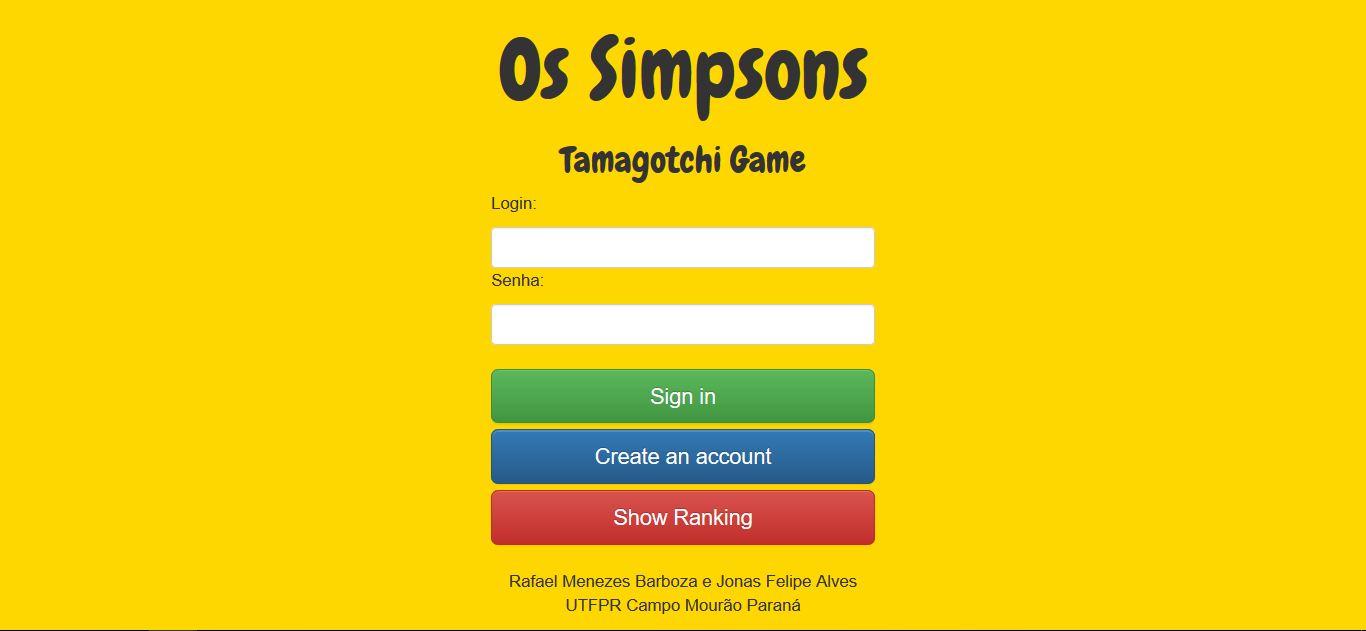 Os Simpsons
Tamagotchi Game
Login:
Senha:
Sign in
Create an account
Show Ranking
Rafael Menezes Barboza e Jonas Felipe Alves
UTFPR Campo Mourão Paraná